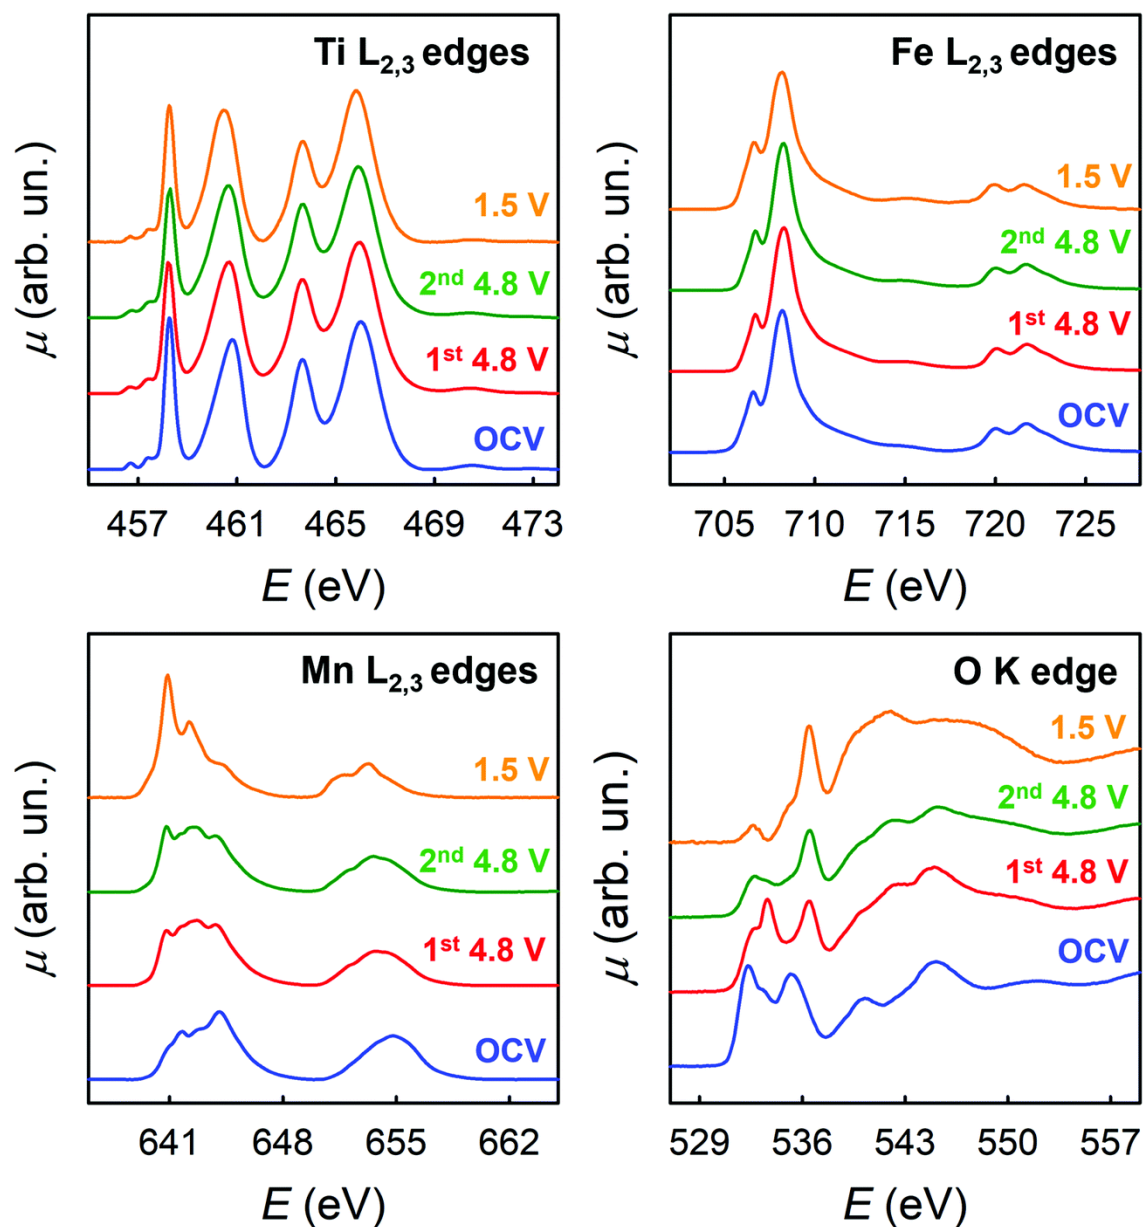 Ti L₂,₃ edges
μ (arb. un.)
1.5 V
2ⁿᵈ 4.8 V
1ˢᵗ 4.8 V
OCV
457 461 465 469 473
E (eV)
Fe L₂,₃ edges
μ (arb. un.)
1.5 V
2ⁿᵈ 4.8 V
1ˢᵗ 4.8 V
OCV
705 710 715 720 725
E (eV)
Mn L₂,₃ edges
μ (arb. un.)
1.5 V
2ⁿᵈ 4.8 V
1ˢᵗ 4.8 V
OCV
641 648 655 662
E (eV)
O K edge
μ (arb. un.)
1.5 V
2ⁿᵈ 4.8 V
1ˢᵗ 4.8 V
OCV
529 536 543 550 557
E (eV)